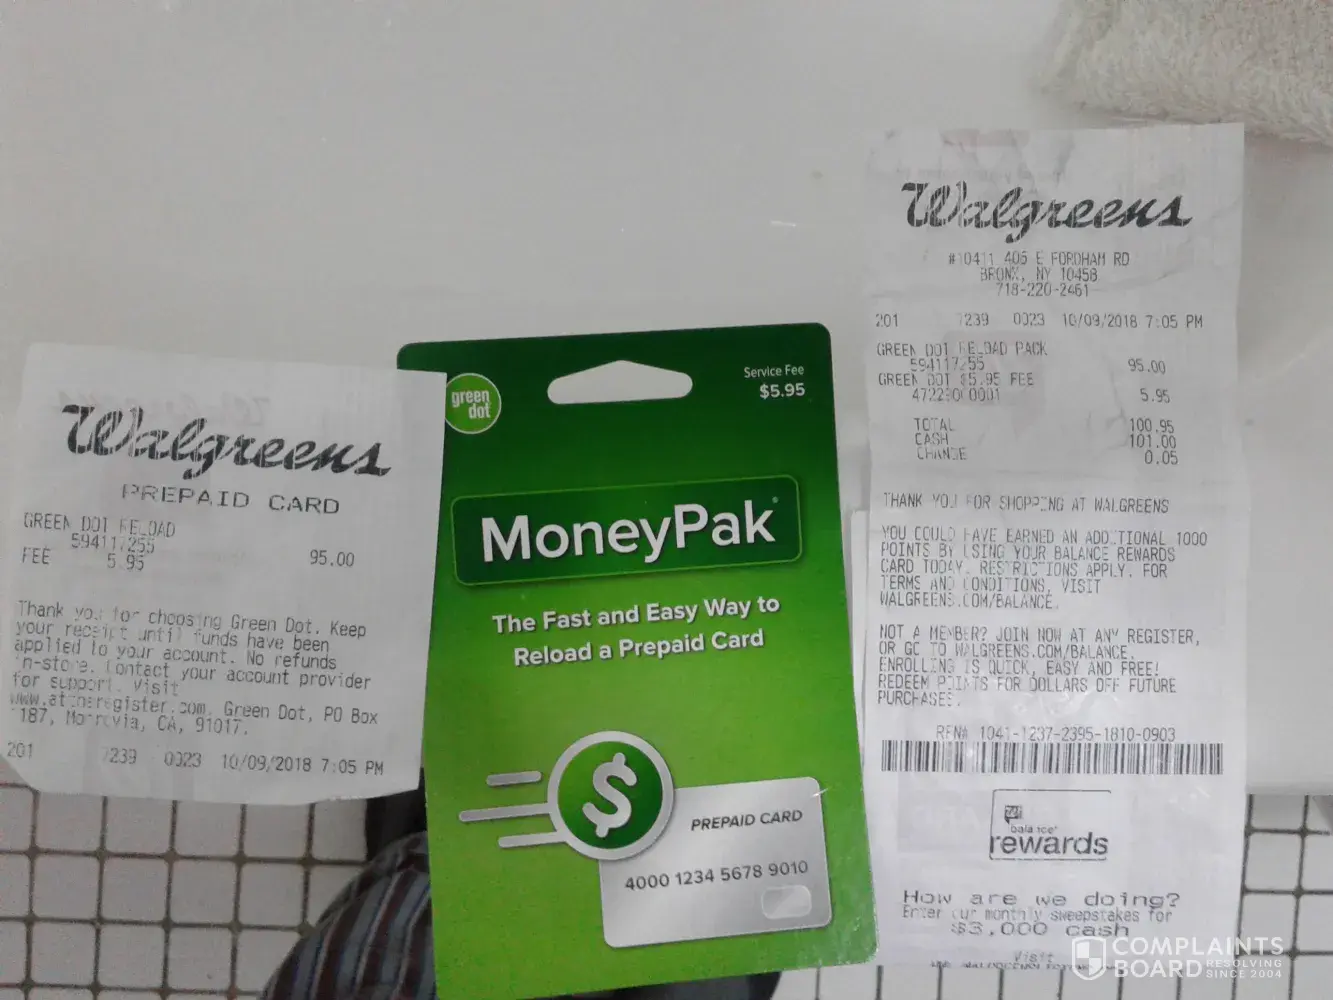 Walgreens
PREPAID CARD
GREEN DOT RELOAD
594117255 95.00
FEE 5.95
Thank you for choosing Green Dot. Keep
your receipt until funds have been
applied to your account. No refunds
in-store. Contact your account provider
for support. Visit
www.attheregister.com. Green Dot, PO Box
1187, Monrovia, CA, 91017.
201 7239 0023 10/09/2018 7:05 PM
green
dot
Service Fee
$5.95
MoneyPak®
The Fast and Easy Way to
Reload a Prepaid Card
$
PREPAID CARD
4000 1234 5678 9010
Walgreens
#10411 405 E FORDHAM RD
BRONX, NY 10458
718-220-2461
201 7239 0023 10/09/2018 7:05 PM
GREEN DOT RELOAD PACK
594117255 95.00
GREEN DOT $5.95 FEE
47223000001 5.95
TOTAL 100.95
CASH 101.00
CHANGE 0.05
THANK YOU FOR SHOPPING AT WALGREENS
YOU COULD HAVE EARNED AN ADDITIONAL 1000
POINTS BY USING YOUR BALANCE REWARDS
CARD TODAY. RESTRICTIONS APPLY. FOR
TERMS AND CONDITIONS, VISIT
WALGREENS.COM/BALANCE.
NOT A MEMBER? JOIN NOW AT ANY REGISTER,
OR GO TO WALGREENS.COM/BALANCE.
ENROLLING IS QUICK, EASY AND FREE!
REDEEM POINTS FOR DOLLARS OFF FUTURE
PURCHASES.
RFN# 1041-1237-2395-1810-0903
balance®
rewards
How are we doing?
Enter our monthly sweepstakes for
$3,000 cash
Visit
COMPLAINTS
BOARD RESOLVING
SINCE 2004